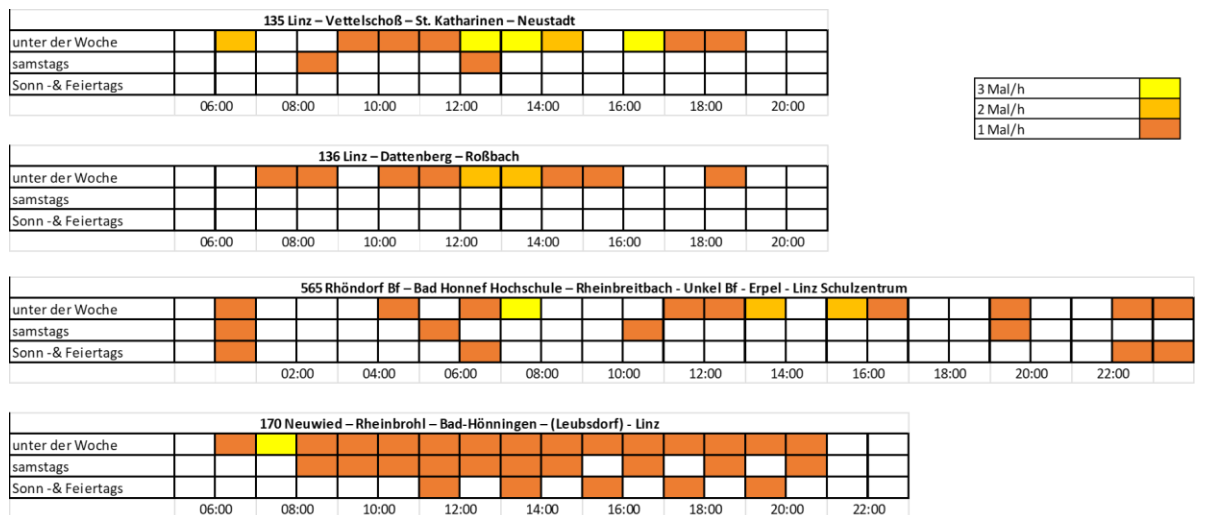 135 Linz – Vettelschoß – St. Katharinen – Neustadt
unter der Woche
samstags
Sonn -& Feiertags
06:00 08:00 10:00 12:00 14:00 16:00 18:00 20:00
3 Mal/h
2 Mal/h
1 Mal/h
136 Linz – Dattenberg – Roßbach
unter der Woche
samstags
Sonn -& Feiertags
06:00 08:00 10:00 12:00 14:00 16:00 18:00 20:00
565 Rhöndorf Bf – Bad Honnef Hochschule – Rheinbreitbach - Unkel Bf - Erpel - Linz Schulzentrum
unter der Woche
samstags
Sonn -& Feiertags
02:00 04:00 06:00 08:00 10:00 12:00 14:00 16:00 18:00 20:00 22:00
170 Neuwied – Rheinbrohl – Bad-Hönningen – (Leubsdorf) - Linz
unter der Woche
samstags
Sonn -& Feiertags
06:00 08:00 10:00 12:00 14:00 16:00 18:00 20:00 22:00